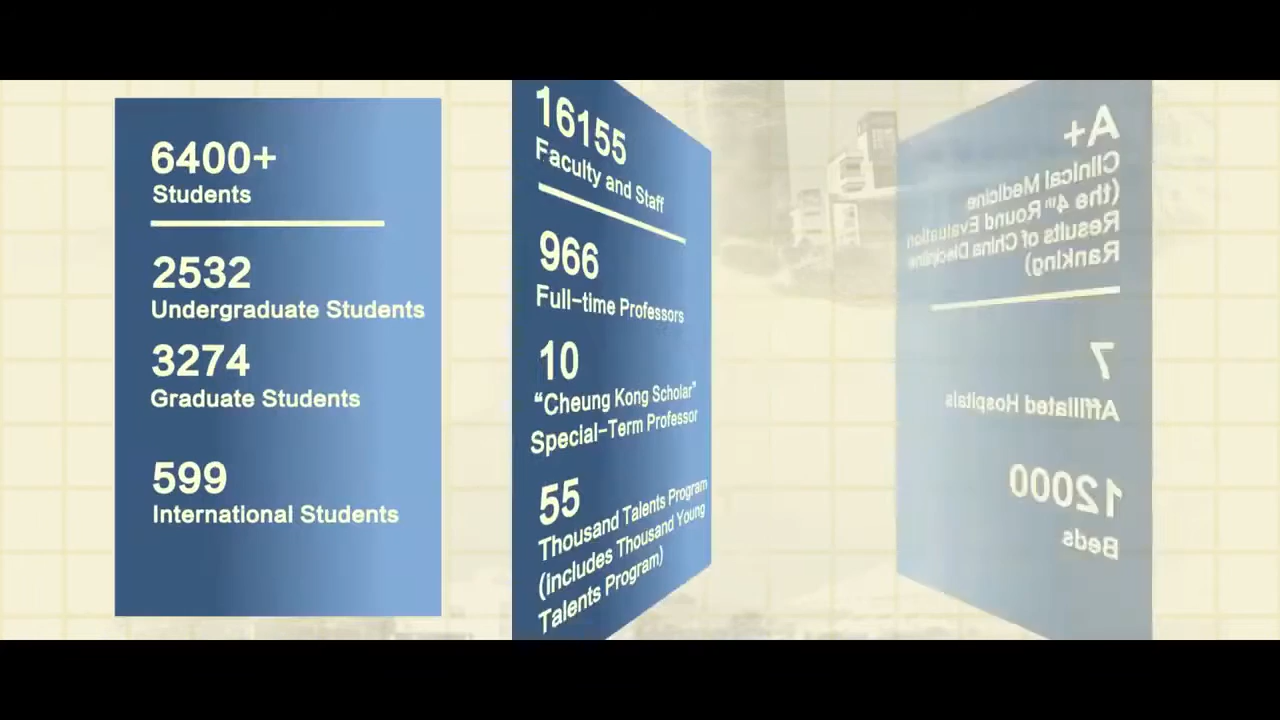 6400+
Students
2532
Undergraduate Students
3274
Graduate Students
599
International Students
16155
Faculty and Staff
966
Full-time Professors
10
“Cheung Kong Scholar”
Special-Term Professor
55
Thousand Talents Program
(includes Thousand Young
Talents Program)
A+
Clinical Medicine
(the 4th Round Evaluation
Results of China Discipline
Ranking)
7
Affiliated Hospitals
12000
Beds